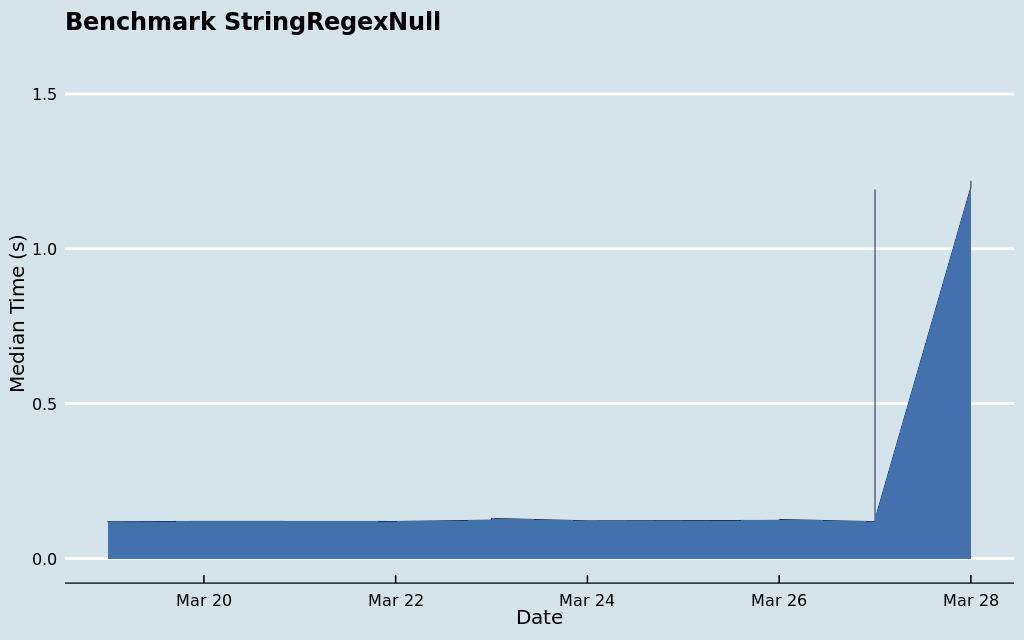 Benchmark StringRegexNull
1.5
1.0
0.5
0.0
Median Time (s)
Mar 20
Mar 22
Mar 24
Mar 26
Mar 28
Date